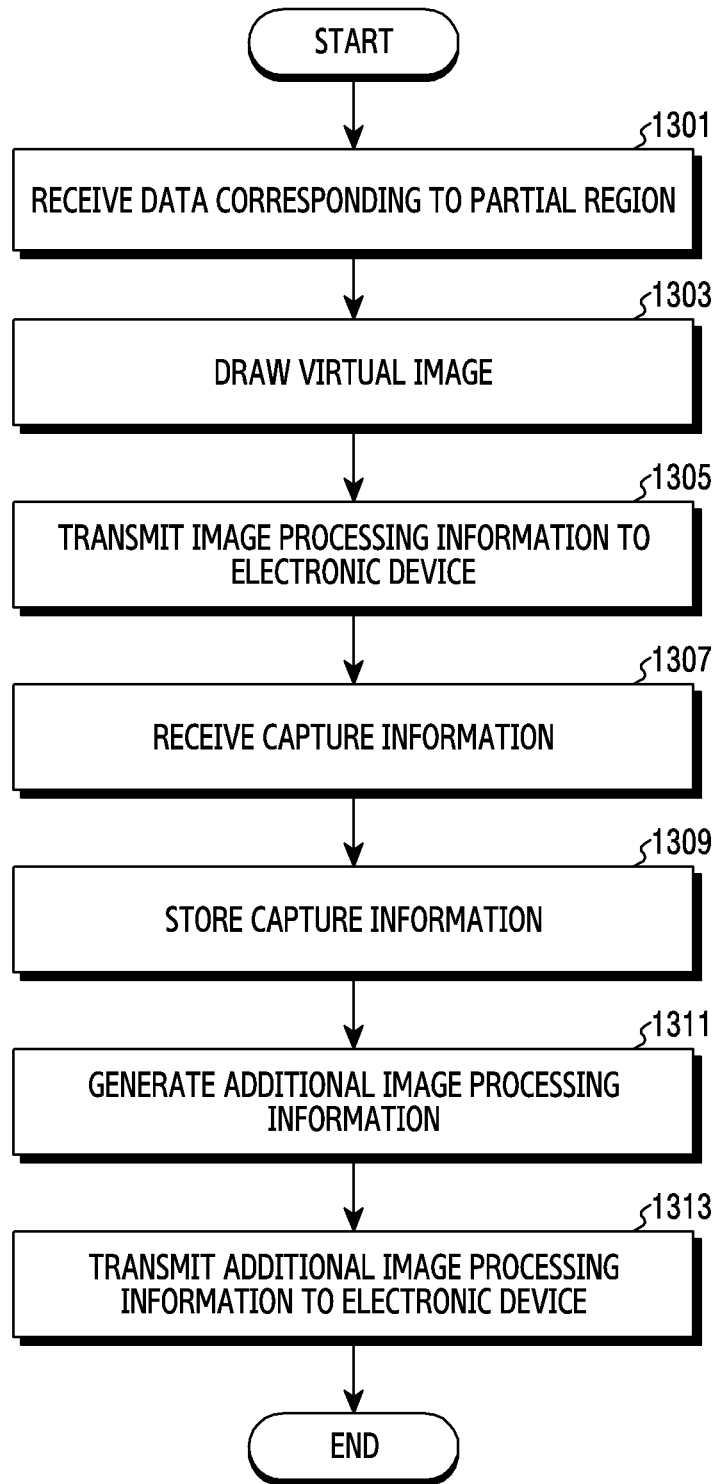 START
1301
RECEIVE DATA CORRESPONDING TO PARTIAL REGION
1303
DRAW VIRTUAL IMAGE
1305
TRANSMIT IMAGE PROCESSING INFORMATION TO
ELECTRONIC DEVICE
1307
RECEIVE CAPTURE INFORMATION
1309
STORE CAPTURE INFORMATION
1311
GENERATE ADDITIONAL IMAGE PROCESSING
INFORMATION
1313
TRANSMIT ADDITIONAL IMAGE PROCESSING
INFORMATION TO ELECTRONIC DEVICE
END